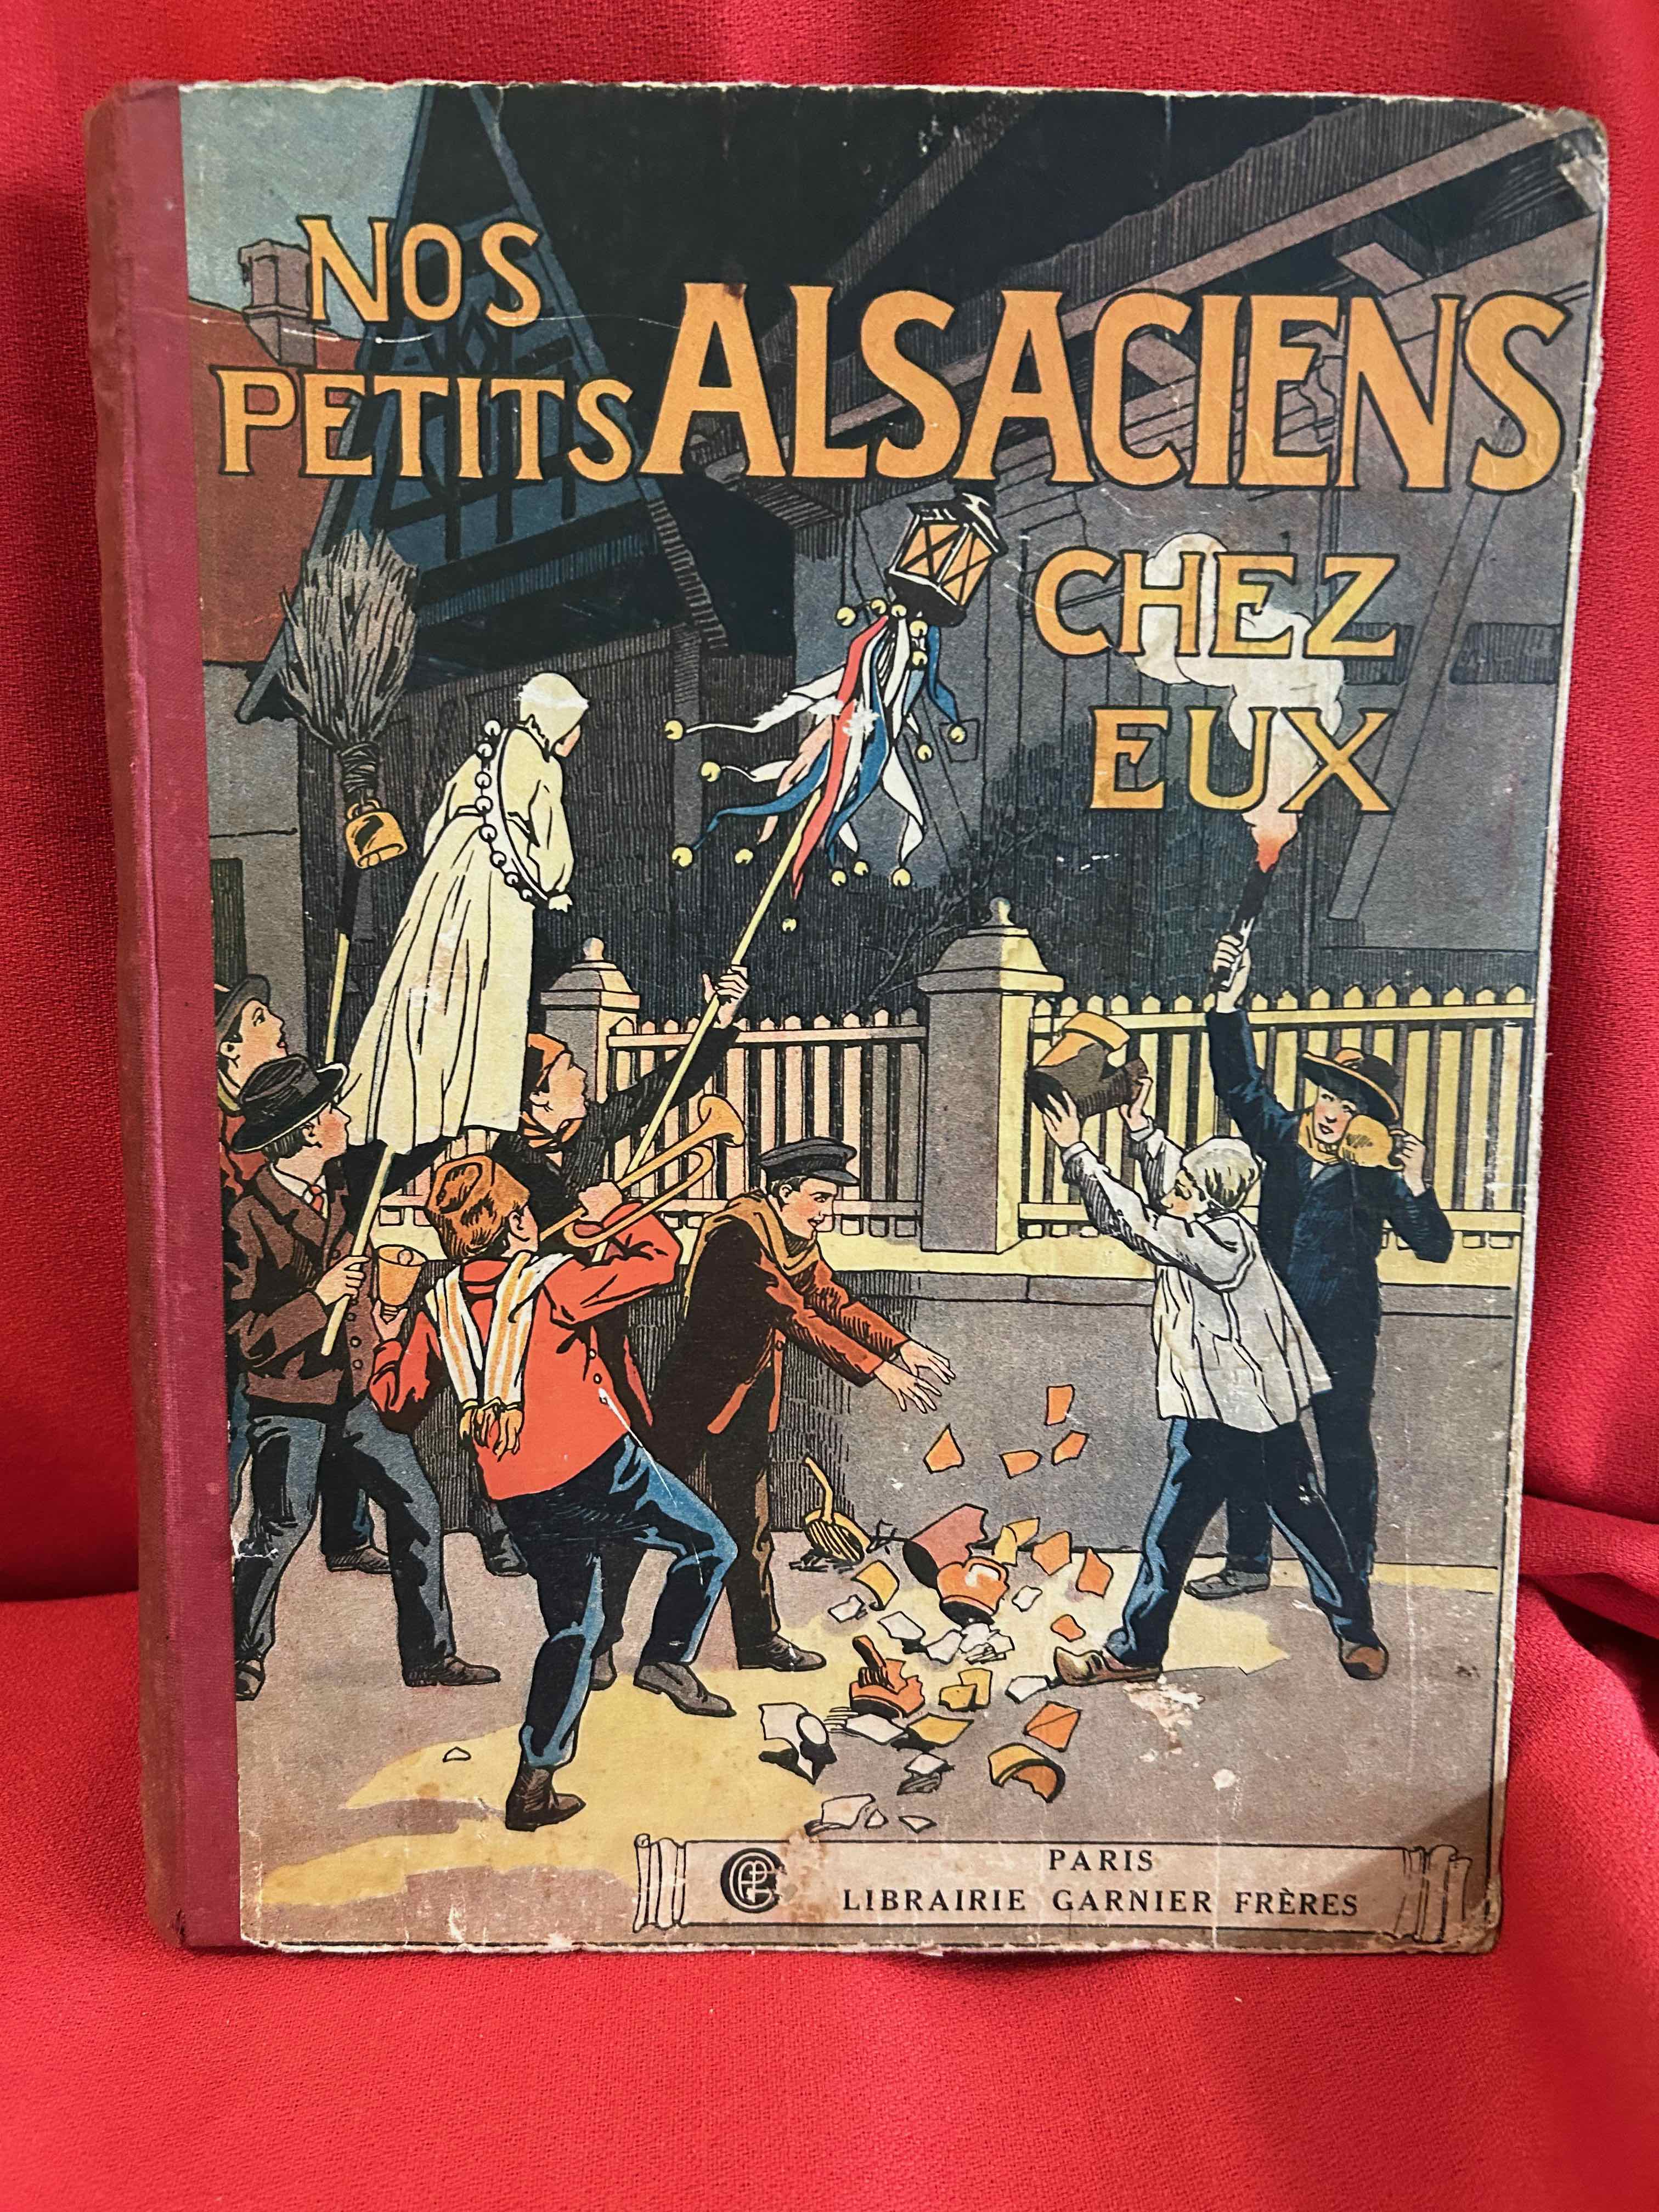 NOS
PETITS ALSACIENS
CHEZ
EUX
PARIS
LIBRAIRIE GARNIER FRÈRES